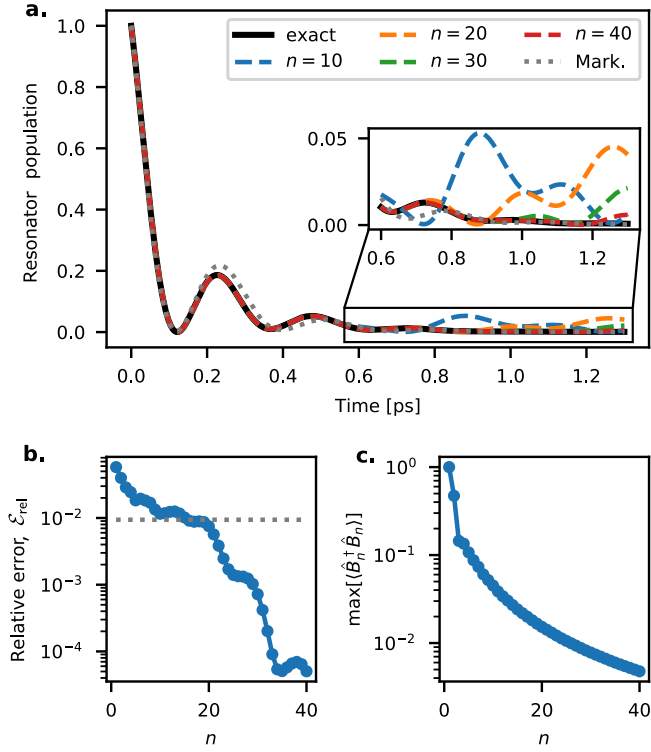 a.
exact
n = 10
n = 20
n = 30
n = 40
Mark.
Resonator population
1.0
0.8
0.6
0.4
0.2
0.0
0.05
0.00
0.6 0.8 1.0 1.2
0.0 0.2 0.4 0.6 0.8 1.0 1.2
Time [ps]
b.
Relative error, ℰ_rel
10⁻²
10⁻³
10⁻⁴
0 20 40
n
c.
max[⟨B̂ₙ†B̂ₙ⟩]
10⁰
10⁻¹
10⁻²
0 20 40
n